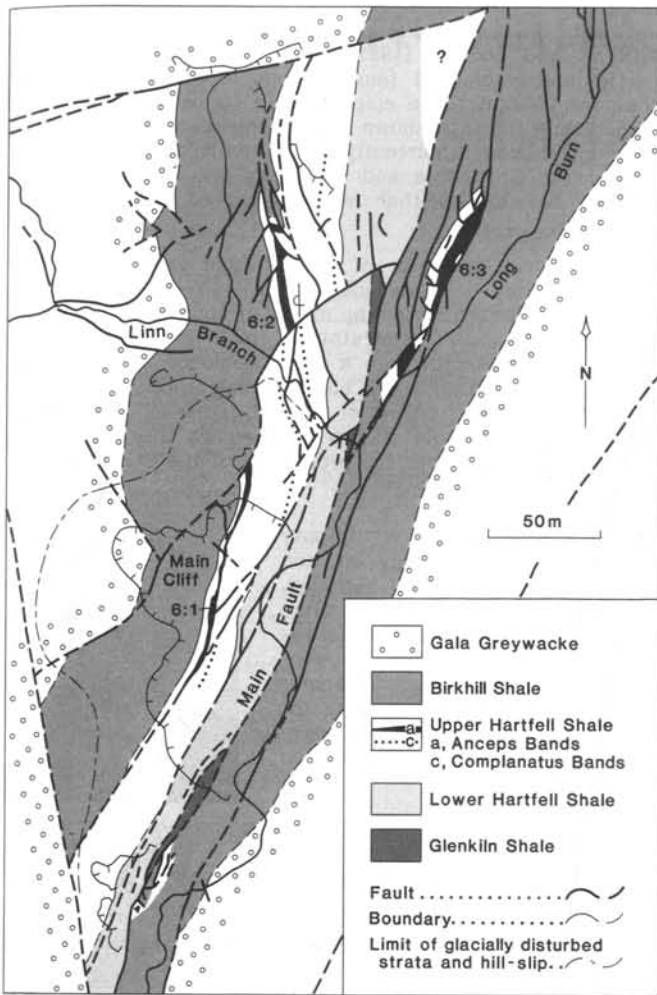 ?
Burn
6:3
Long
6:2
Linn
Branch
N
50m
Main
Cliff
6:1
Fault
Main
Gala Greywacke
Birkhill Shale
a Upper Hartfell Shale
c a, Anceps Bands
c, Complanatus Bands
Lower Hartfell Shale
Glenkiln Shale
Fault
Boundary
Limit of glacially disturbed
strata and hill-slip